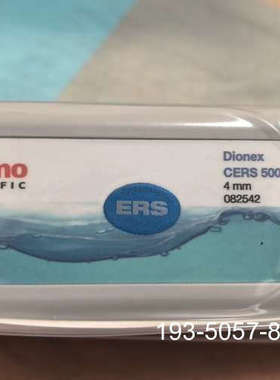 Dionex
mo
CERS 500
FIC
4 mm
082542
ERS
193-5057-8